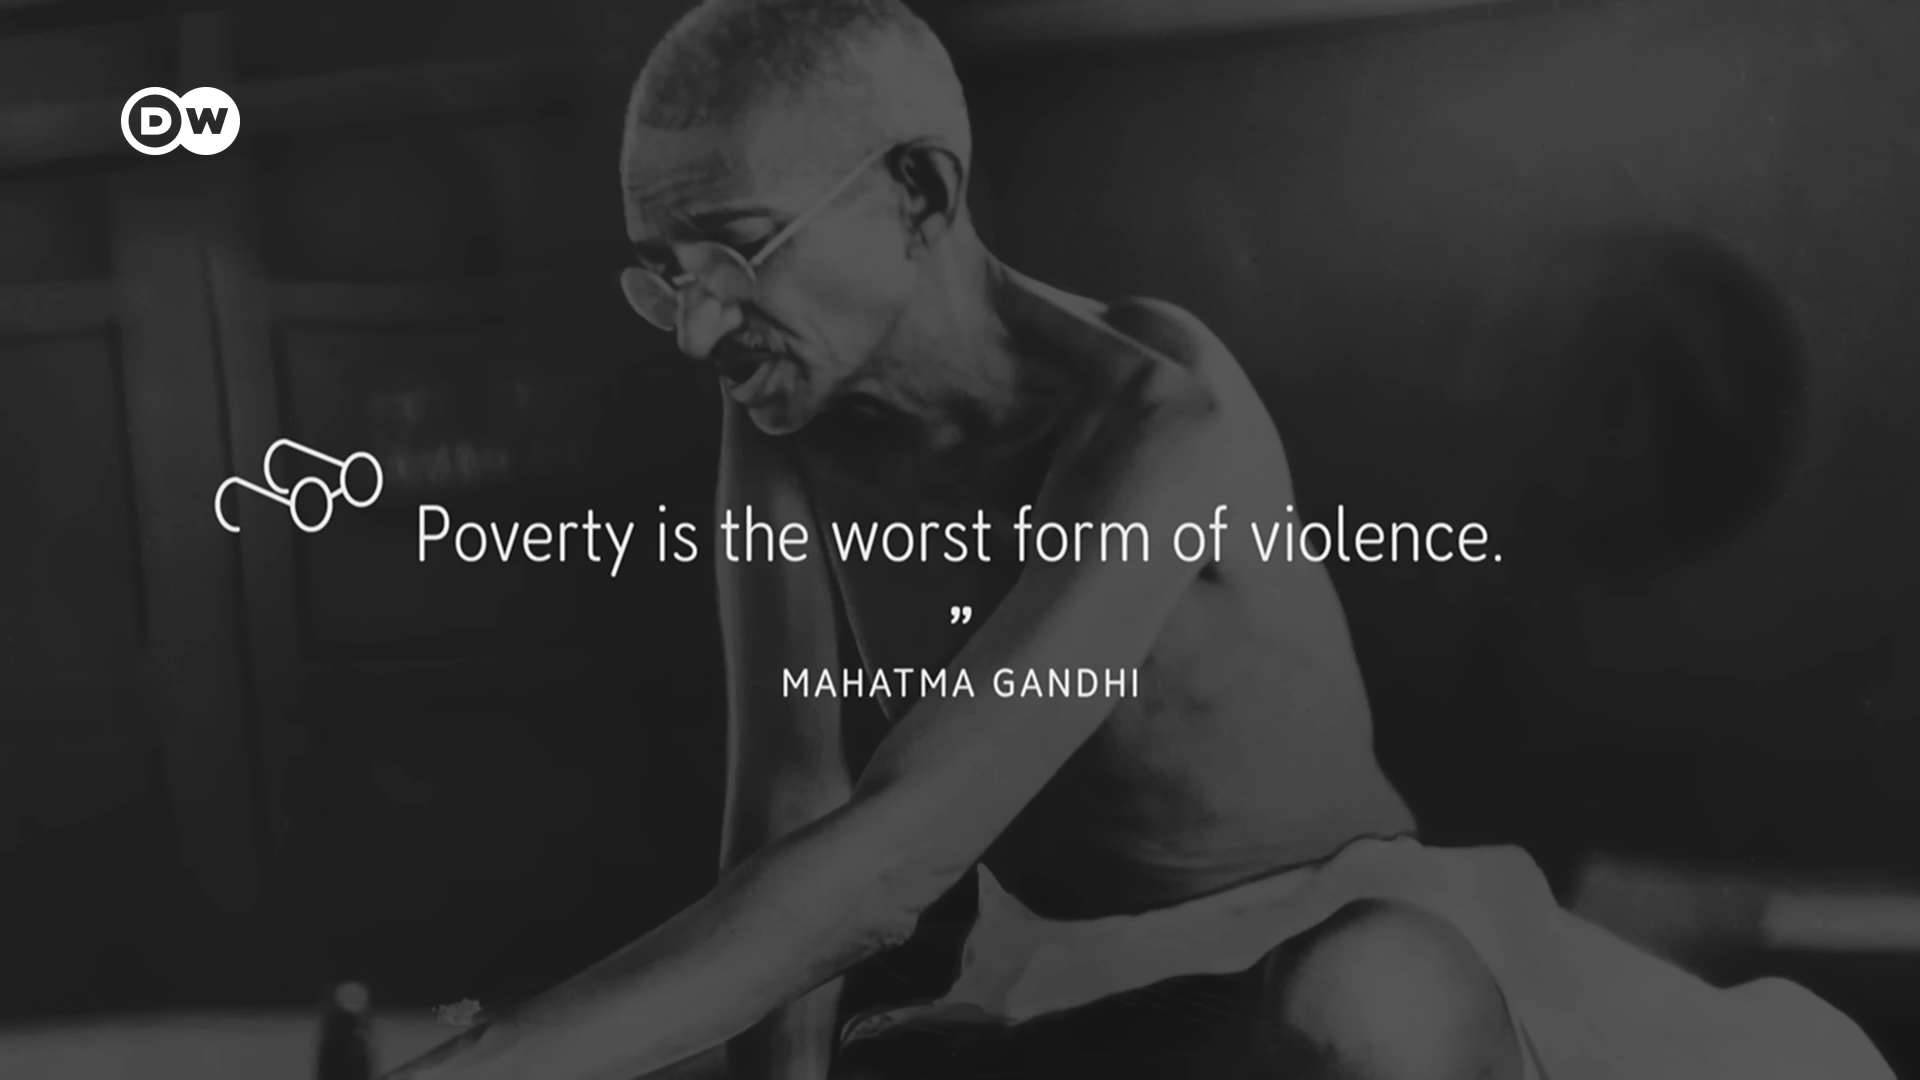 DW
Poverty is the worst form of violence.
”
MAHATMA GANDHI